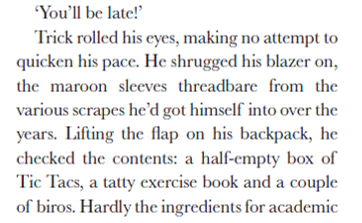 ‘You’ll be late!’
Trick rolled his eyes, making no attempt to
quicken his pace. He shrugged his blazer on,
the maroon sleeves threadbare from the
various scrapes he’d got himself into over the
years. Lifting the flap on his backpack, he
checked the contents: a half-empty box of
Tic Tacs, a tatty exercise book and a couple
of biros. Hardly the ingredients for academic